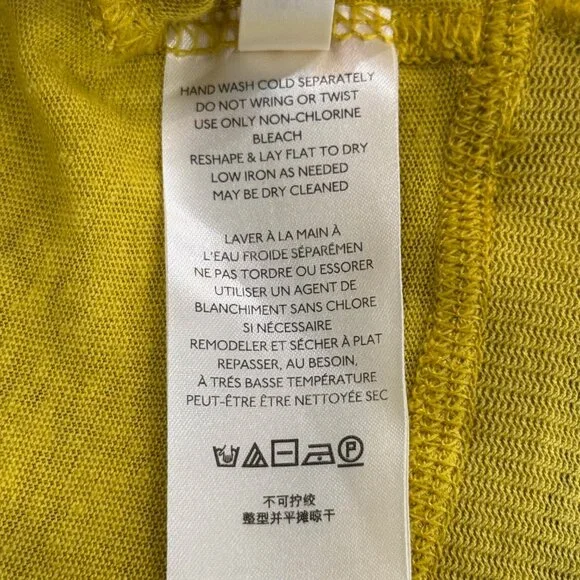 HAND WASH COLD SEPARATELY
DO NOT WRING OR TWIST
USE ONLY NON-CHLORINE
BLEACH
RESHAPE & LAY FLAT TO DRY
LOW IRON AS NEEDED
MAY BE DRY CLEANED
LAVER À LA MAIN À
L'EAU FROIDE SÉPARÉMEN
NE PAS TORDRE OU ESSORER
UTILISER UN AGENT DE
BLANCHIMENT SANS CHLORE
SI NÉCESSAIRE
REMODELER ET SÉCHER À PLAT
REPASSER, AU BESOIN,
À TRÉS BASSE TEMPÉRATURE
PEUT-ÊTRE ÊTRE NETTOYÉE SEC
P
不可拧绞
整型并平摊晾干